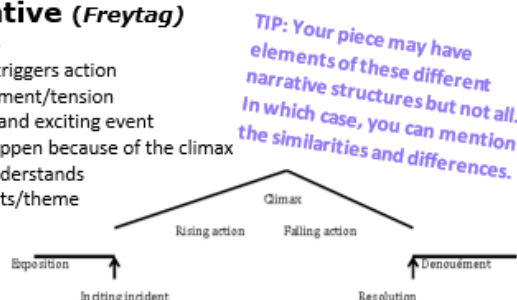 ative (Freytag)
triggers action
ment/tension
and exciting event
ppen because of the climax
derstands
ts/theme
TIP: Your piece may have
elements of these different
narrative structures but not all.
In which case, you can mention
the similarities and differences.
Climax
Rising action Falling action
Exposition Denouément
Inciting incident Resolution